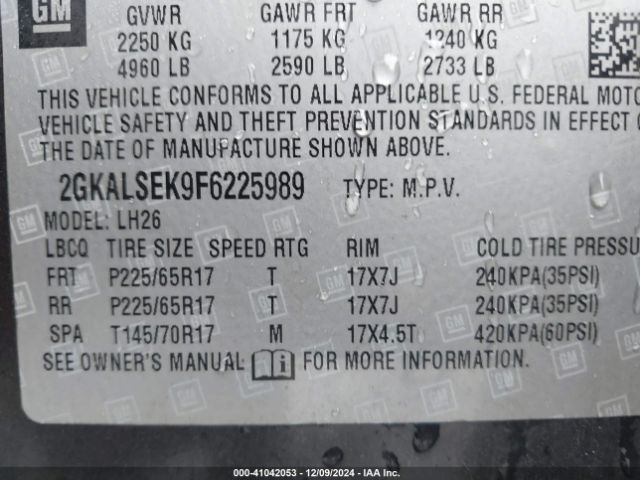 GM
GVWR GAWR FRT GAWR RR
2250 KG 1175 KG 1240 KG
4960 LB 2590 LB 2733 LB
THIS VEHICLE CONFORMS TO ALL APPLICABLE U.S. FEDERAL MOTO
VEHICLE SAFETY AND THEFT PREVENTION STANDARDS IN EFFECT O
THE DATE OF MANUFACTURE SHOWN ABOVE.
2GKALSEK9F6225989 TYPE: M.P.V.
MODEL: LH26
LBCQ TIRE SIZE SPEED RTG RIM COLD TIRE PRESSU
FRT P225/65R17 T 17X7J 240KPA(35PSI)
RR P225/65R17 T 17X7J 240KPA(35PSI)
SPA T145/70R17 M 17X4.5T 420KPA(60PSI)
SEE OWNER'S MANUAL FOR MORE INFORMATION.
000-41042053 - 12/09/2024 - IAA Inc.